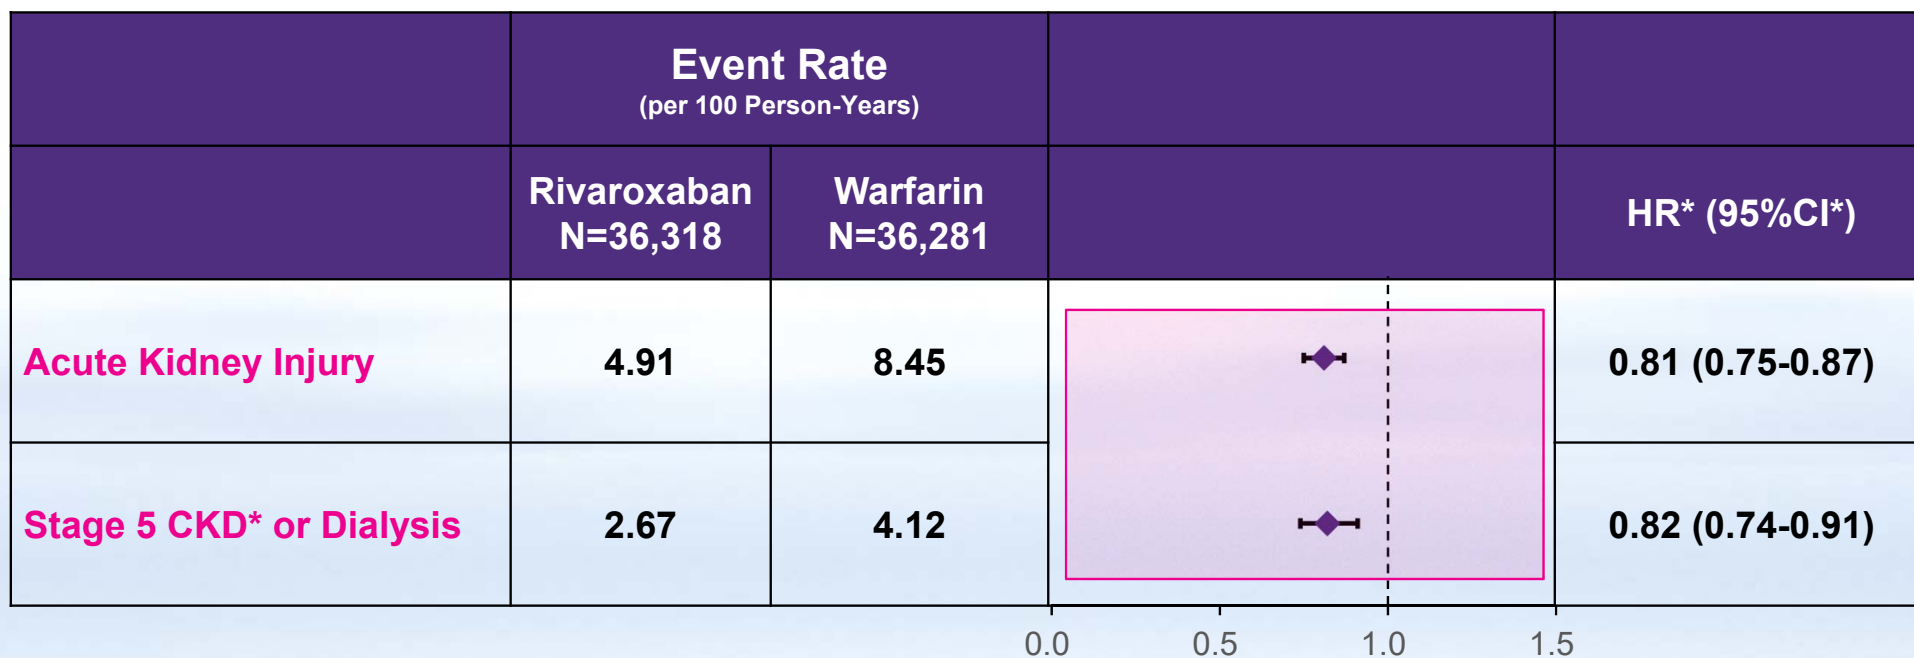 Event Rate
(per 100 Person-Years)
Rivaroxaban
N=36,318
Warfarin
N=36,281
HR* (95%CI*)
Acute Kidney Injury
4.91
8.45
0.81 (0.75-0.87)
Stage 5 CKD* or Dialysis
2.67
4.12
0.82 (0.74-0.91)
0.0 0.5 1.0 1.5